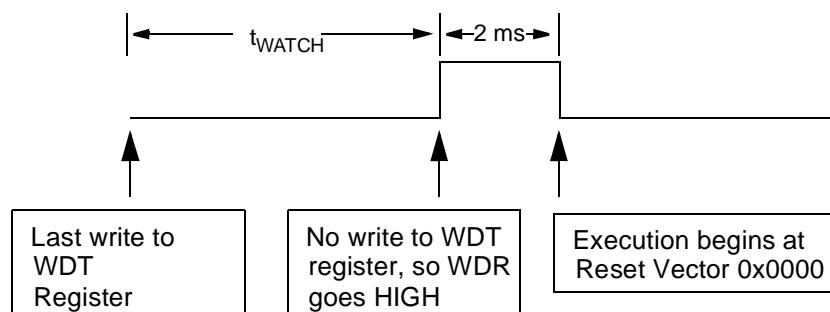 tWATCH
2 ms
Last write to
WDT
Register
No write to WDT
register, so WDR
goes HIGH
Execution begins at
Reset Vector 0x0000